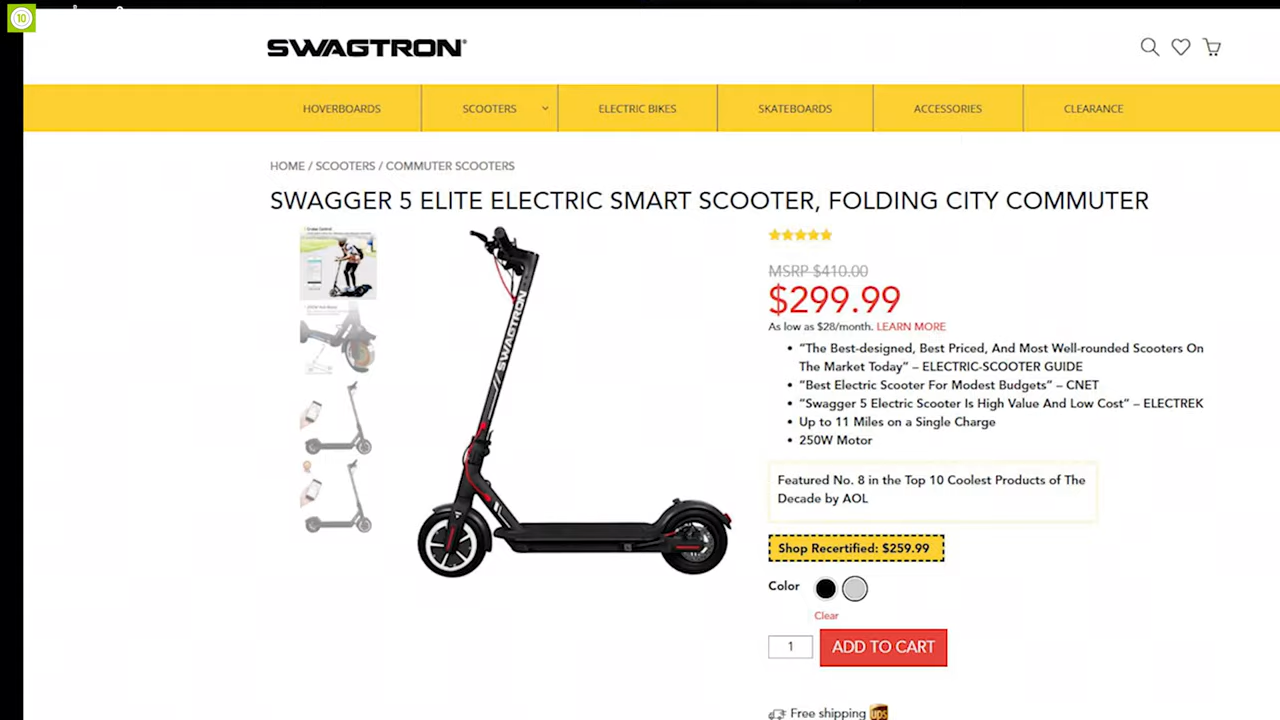 10
SWAGTRON®
HOVERBOARDS
SCOOTERS
ELECTRIC BIKES
SKATEBOARDS
ACCESSORIES
CLEARANCE
HOME / SCOOTERS / COMMUTER SCOOTERS
SWAGGER 5 ELITE ELECTRIC SMART SCOOTER, FOLDING CITY COMMUTER
MSRP $410.00
$299.99
As low as $28/month. LEARN MORE
• “The Best-designed, Best Priced, And Most Well-rounded Scooters On
The Market Today” – ELECTRIC-SCOOTER GUIDE
• “Best Electric Scooter For Modest Budgets” – CNET
• “Swagger 5 Electric Scooter Is High Value And Low Cost” – ELECTREK
• Up to 11 Miles on a Single Charge
• 250W Motor
Featured No. 8 in the Top 10 Coolest Products of The
Decade by AOL
Shop Recertified: $259.99
Color
Clear
1
ADD TO CART
Free shipping ups
// SWAGTRON